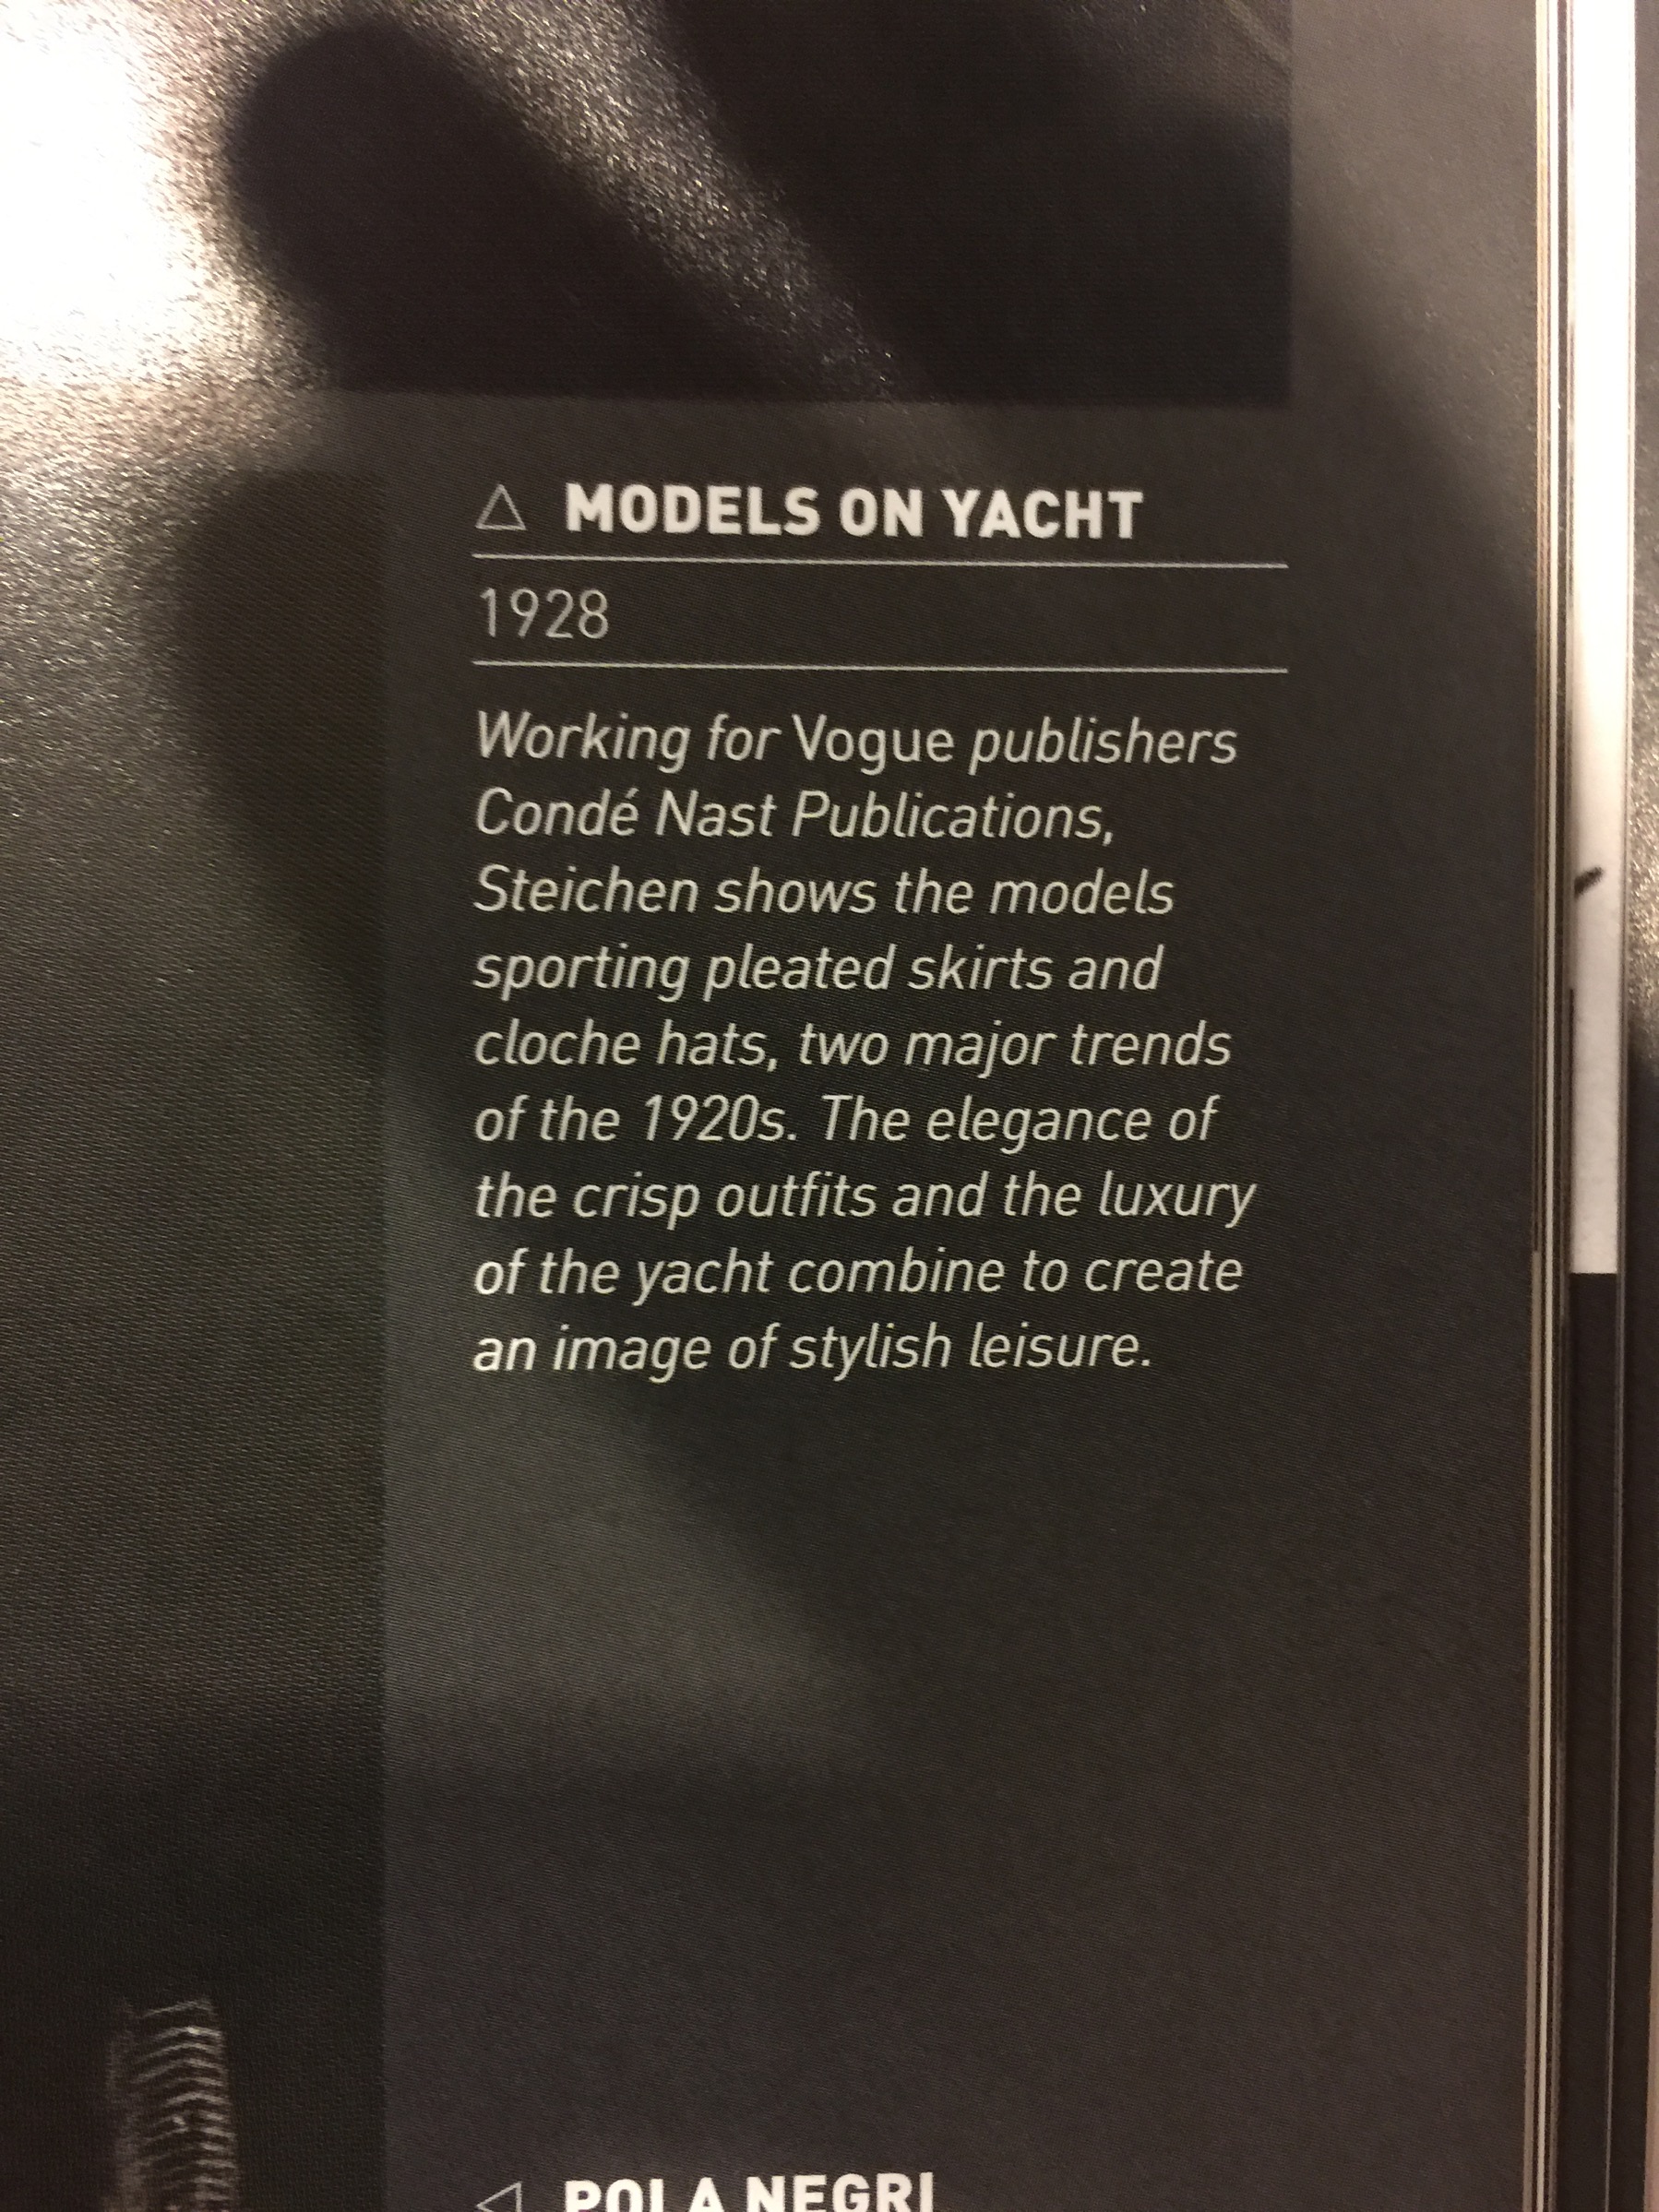 △ MODELS ON YACHT
1928
Working for Vogue publishers
Condé Nast Publications,
Steichen shows the models
sporting pleated skirts and
cloche hats, two major trends
of the 1920s. The elegance of
the crisp outfits and the luxury
of the yacht combine to create
an image of stylish leisure.
◁ POLA NEGRI